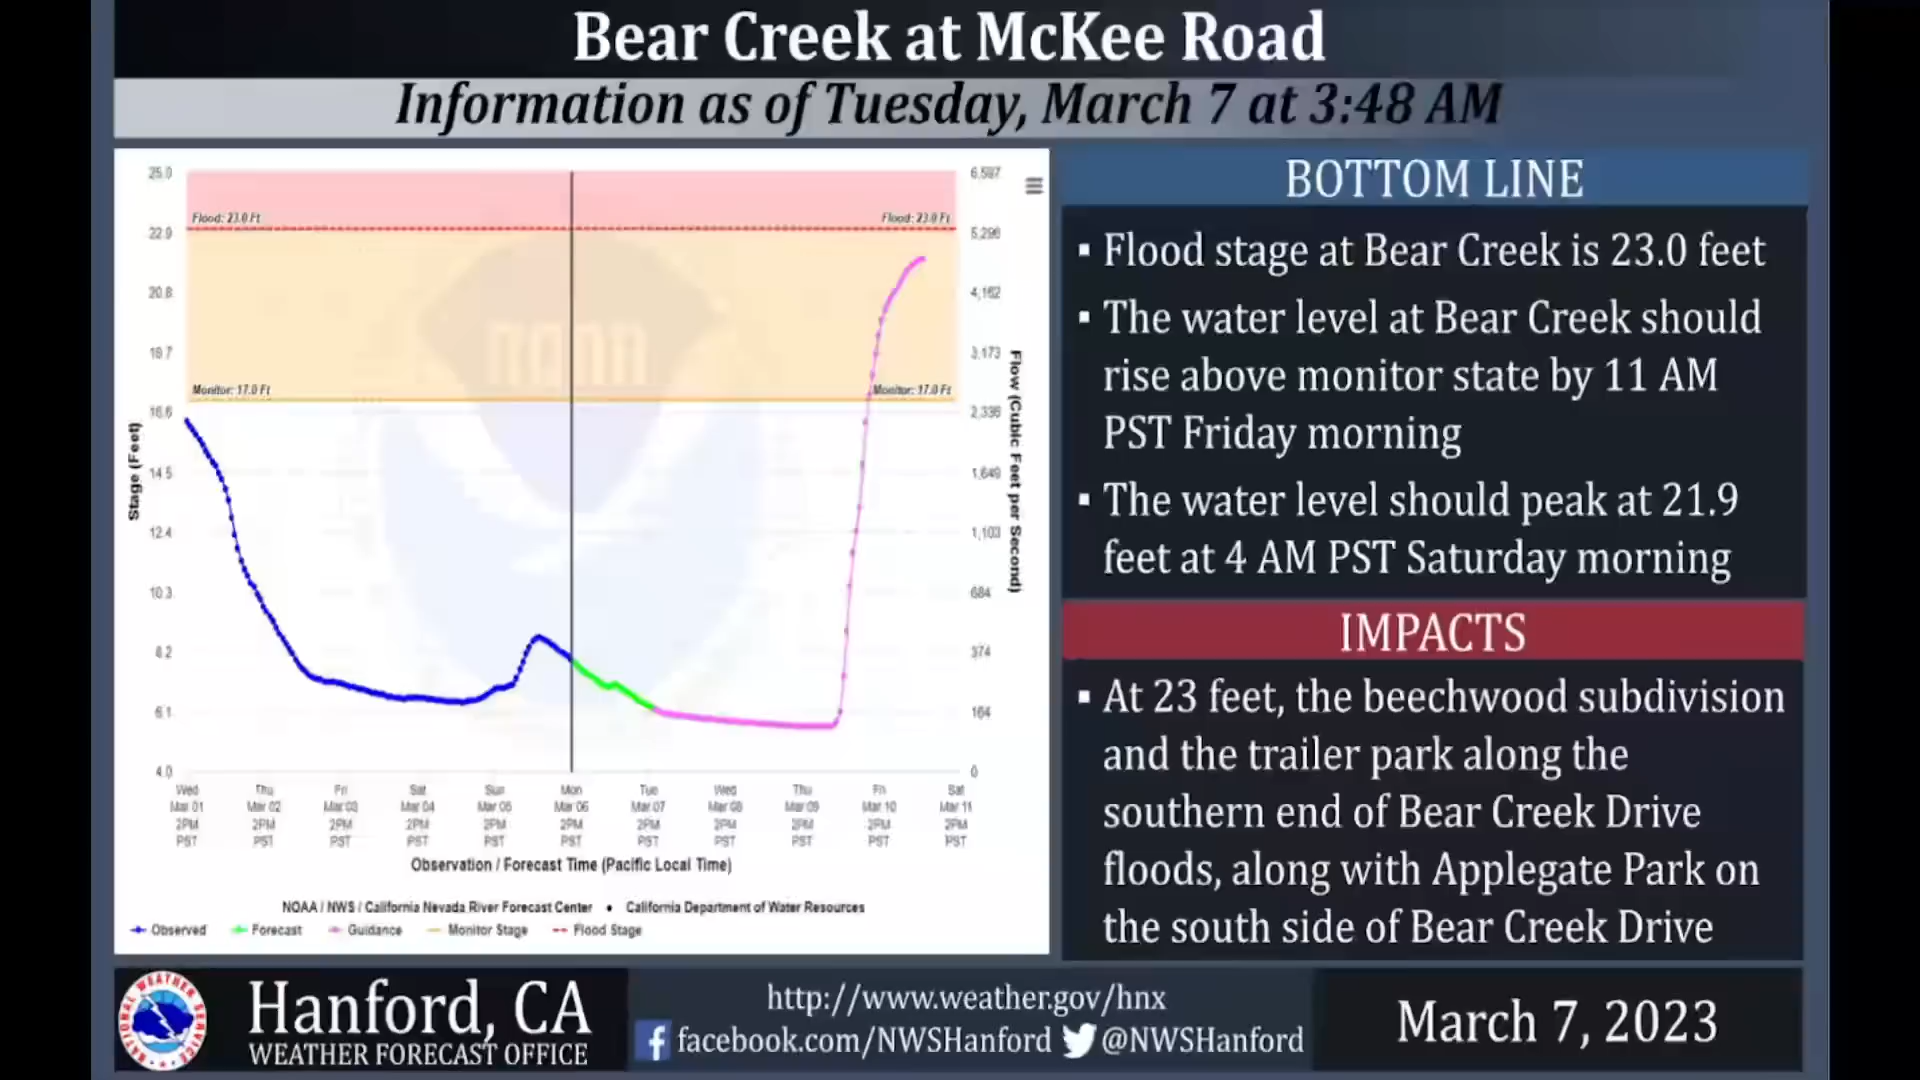 Bear Creek at McKee Road
Information as of Tuesday, March 7 at 3:48 AM
25.0
22.9
20.8
18.7
16.6
14.5
12.4
10.3
8.2
6.1
4.0
Stage (Feet)
Flood: 23.0 Ft
Flood: 23.0 Ft
noaa
Monitor: 17.0 Ft
Monitor: 17.0 Ft
5,296
4,162
3,173
2,336
1,649
1,103
684
374
164
0
Flow (Cubic Feet per Second)
Wed Thu Fri Sat Sun Mon Tue Wed Thu Fri Sat
Mar 01 Mar 02 Mar 03 Mar 04 Mar 05 Mar 06 Mar 07 Mar 08 Mar 09 Mar 10 Mar 11
2PM 2PM 2PM 2PM 2PM 2PM 2PM 2PM 2PM 2PM 2PM
PST PST PST PST PST PST PST PST PST PST PST
Observation / Forecast Time (Pacific Local Time)
NOAA / NWS / California Nevada River Forecast Center • California Department of Water Resources
Observed Forecast Guidance Monitor Stage Flood Stage
BOTTOM LINE
▪ Flood stage at Bear Creek is 23.0 feet
▪ The water level at Bear Creek should
rise above monitor state by 11 AM
PST Friday morning
▪ The water level should peak at 21.9
feet at 4 AM PST Saturday morning
IMPACTS
▪ At 23 feet, the beechwood subdivision
and the trailer park along the
southern end of Bear Creek Drive
floods, along with Applegate Park on
the south side of Bear Creek Drive
NATIONAL WEATHER SERVICE
Hanford, CA
WEATHER FORECAST OFFICE
http://www.weather.gov/hnx
facebook.com/NWSHanford @NWSHanford
March 7, 2023